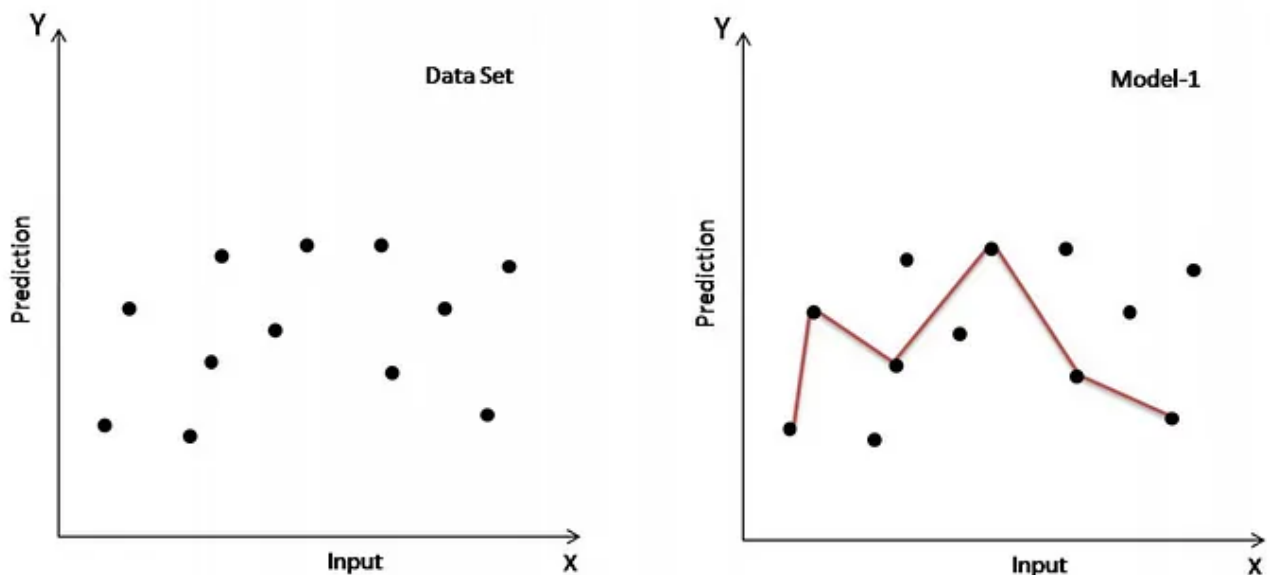 Y
Data Set
Prediction
Input
X
Y
Model-1
Prediction
Input
X